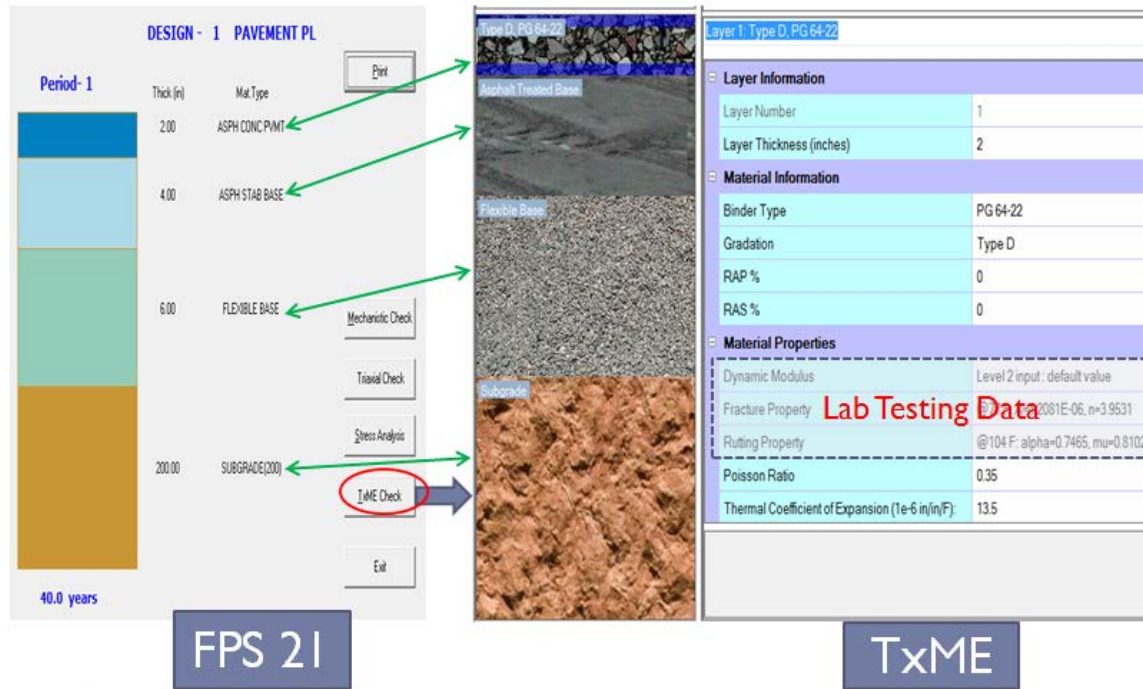 DESIGN - 1 PAVEMENT PL
Period- 1
Thick (in) Mat.Type
Print
2.00 ASPH CONC PVMT
4.00 ASPH STAB BASE
6.00 FLEXIBLE BASE
Mechanistic Check
Triaxial Check
Stress Analysis
200.00 SUBGRADE(200)
TxME Check
Exit
40.0 years
FPS 21
Type D, PG 64-22
Asphalt Treated Base
Flexible Base
Subgrade
Layer 1: Type D, PG 64-22
Layer Information
Layer Number 1
Layer Thickness (inches) 2
Material Information
Binder Type PG 64-22
Gradation Type D
RAP % 0
RAS % 0
Material Properties
Dynamic Modulus Level 2 input : default value
Fracture Property 2081E-06, n=3.9531
Lab Testing Data
Rutting Property @104 F: alpha=0.7465, mu=0.8102
Poisson Ratio 0.35
Thermal Coefficient of Expansion (1e-6 in/in/F): 13.5
TxME